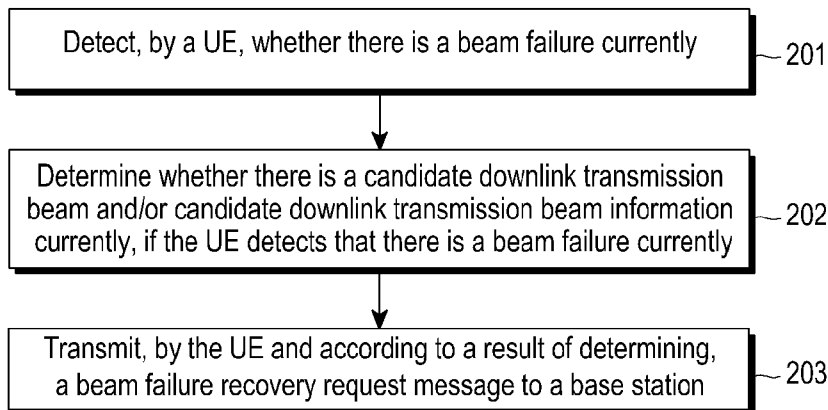 Detect, by a UE, whether there is a beam failure currently
201
Determine whether there is a candidate downlink transmission
beam and/or candidate downlink transmission beam information
currently, if the UE detects that there is a beam failure currently
202
Transmit, by the UE and according to a result of determining,
a beam failure recovery request message to a base station
203